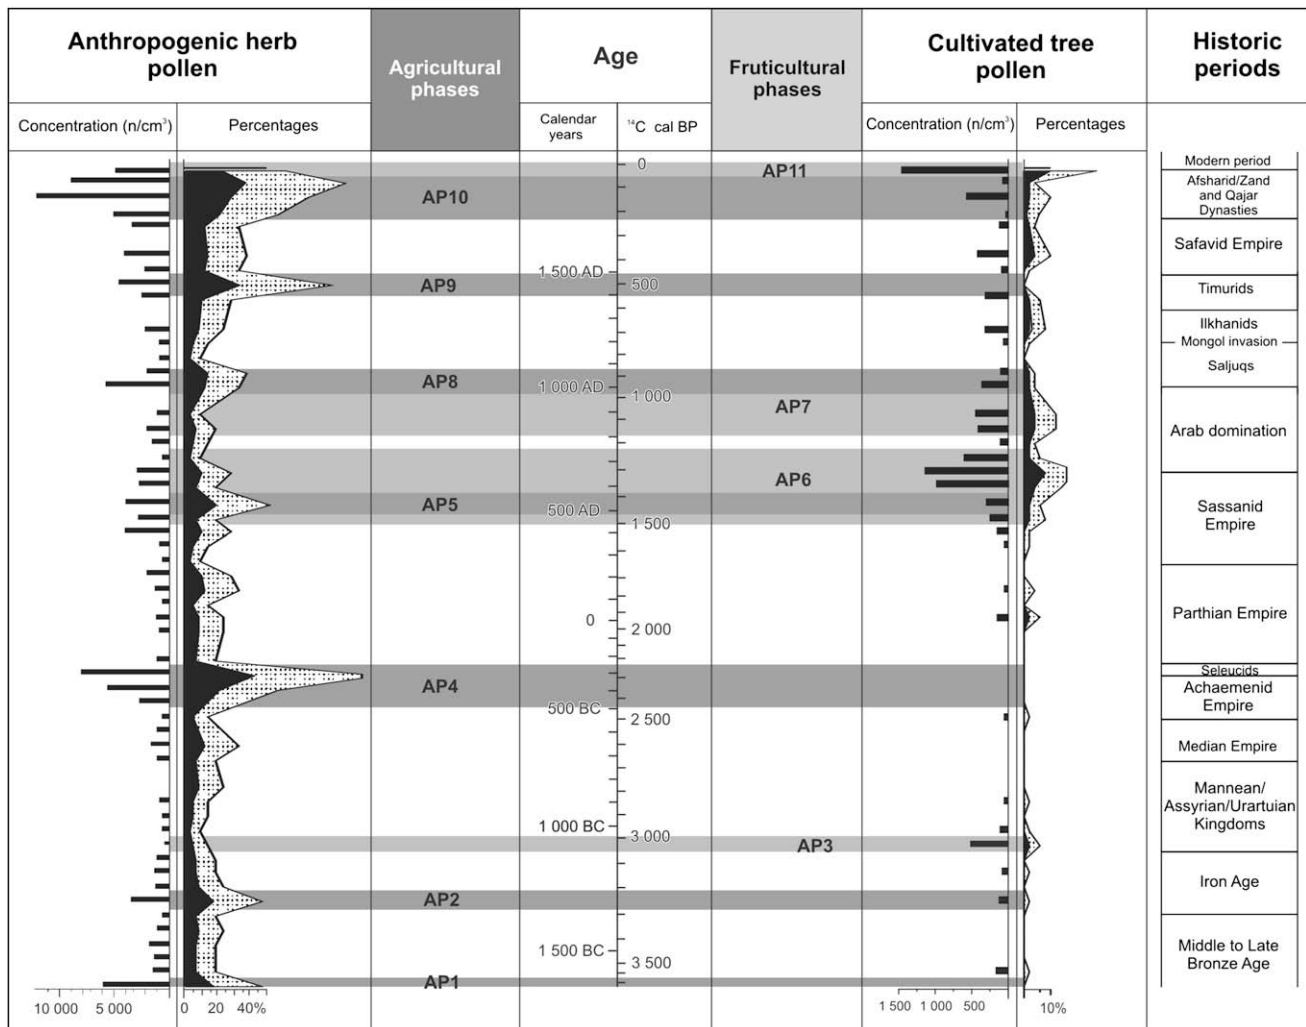 Anthropogenic herb
pollen
Agricultural
phases
Age
Fruticultural
phases
Cultivated tree
pollen
Historic
periods
Concentration (n/cm³)
Percentages
Calendar
years
¹⁴C cal BP
Concentration (n/cm³)
Percentages
0
AP11
Modern period
AP10
Afsharid/Zand
and Qajar
Dynasties
Safavid Empire
1 500 AD
500
AP9
Timurids
Ilkhanids
Mongol invasion
Saljuqs
AP8
1 000 AD
1 000
AP7
Arab domination
AP6
AP5
500 AD
1 500
Sassanid
Empire
0
2 000
Parthian Empire
Seleucids
AP4
Achaemenid
Empire
500 BC
2 500
Median Empire
Mannean/
Assyrian/Urartuian
Kingdoms
1 000 BC
3 000
AP3
Iron Age
AP2
1 500 BC
3 500
Middle to Late
Bronze Age
AP1
10 000 5 000 0 20 40%
1 500 1 000 500 10%